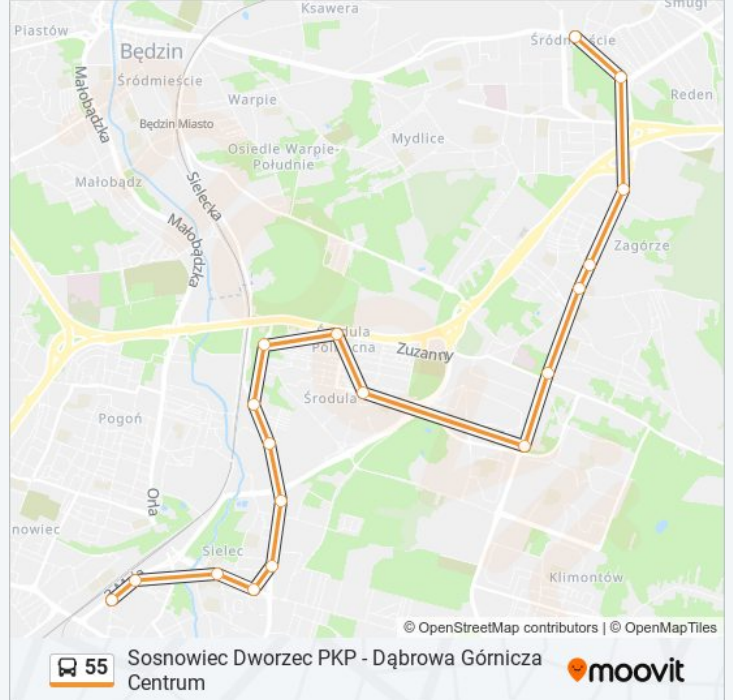 Ksawera
Smugi
Piastów
Będzin
Śródmieście
Śródmieście
Reden
Małobądzka
Warpie
Będzin Miasto
Mydlice
Osiedle Warpie-
Południe
Małobądz
Sielecka
Małobądzka
Zagórze
Środula
Zuzanny
Środula
Pogoń
Orla
nowiec
Sielec
Klimontów
© OpenStreetMap contributors | © OpenMapTiles
55
Sosnowiec Dworzec PKP - Dąbrowa Górnicza
Centrum
moovit